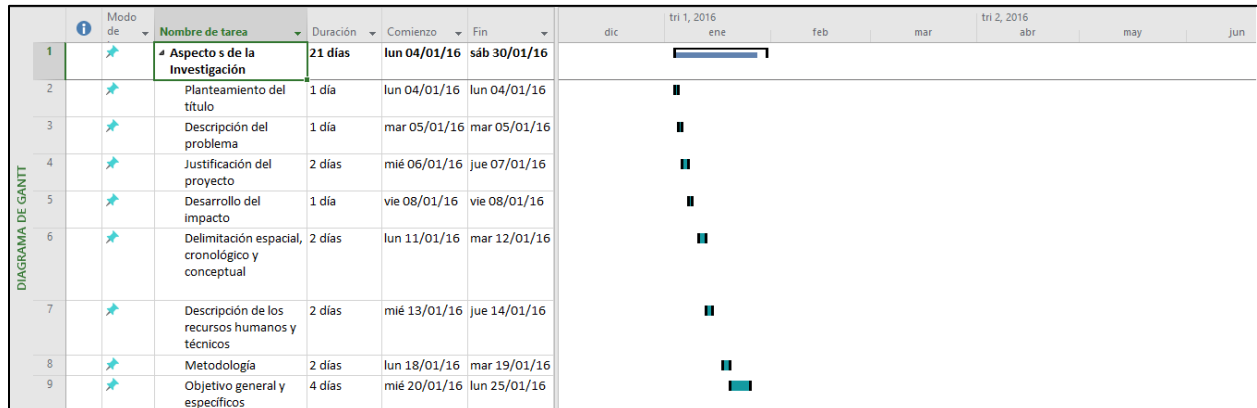 DIAGRAMA DE GANTT
Modo de Nombre de tarea Duración Comienzo Fin
tri 1, 2016 tri 2, 2016
dic ene feb mar abr may jun
1 Aspecto s de la 21 días lun 04/01/16 sáb 30/01/16
Investigación
2 Planteamiento del 1 día lun 04/01/16 lun 04/01/16
título
3 Descripción del 1 día mar 05/01/16 mar 05/01/16
problema
4 Justificación del 2 días mié 06/01/16 jue 07/01/16
proyecto
5 Desarrollo del 1 día vie 08/01/16 vie 08/01/16
impacto
6 Delimitación espacial, 2 días lun 11/01/16 mar 12/01/16
cronológico y
conceptual
7 Descripción de los 2 días mié 13/01/16 jue 14/01/16
recursos humanos y
técnicos
8 Metodología 2 días lun 18/01/16 mar 19/01/16
9 Objetivo general y 4 días mié 20/01/16 lun 25/01/16
específicos